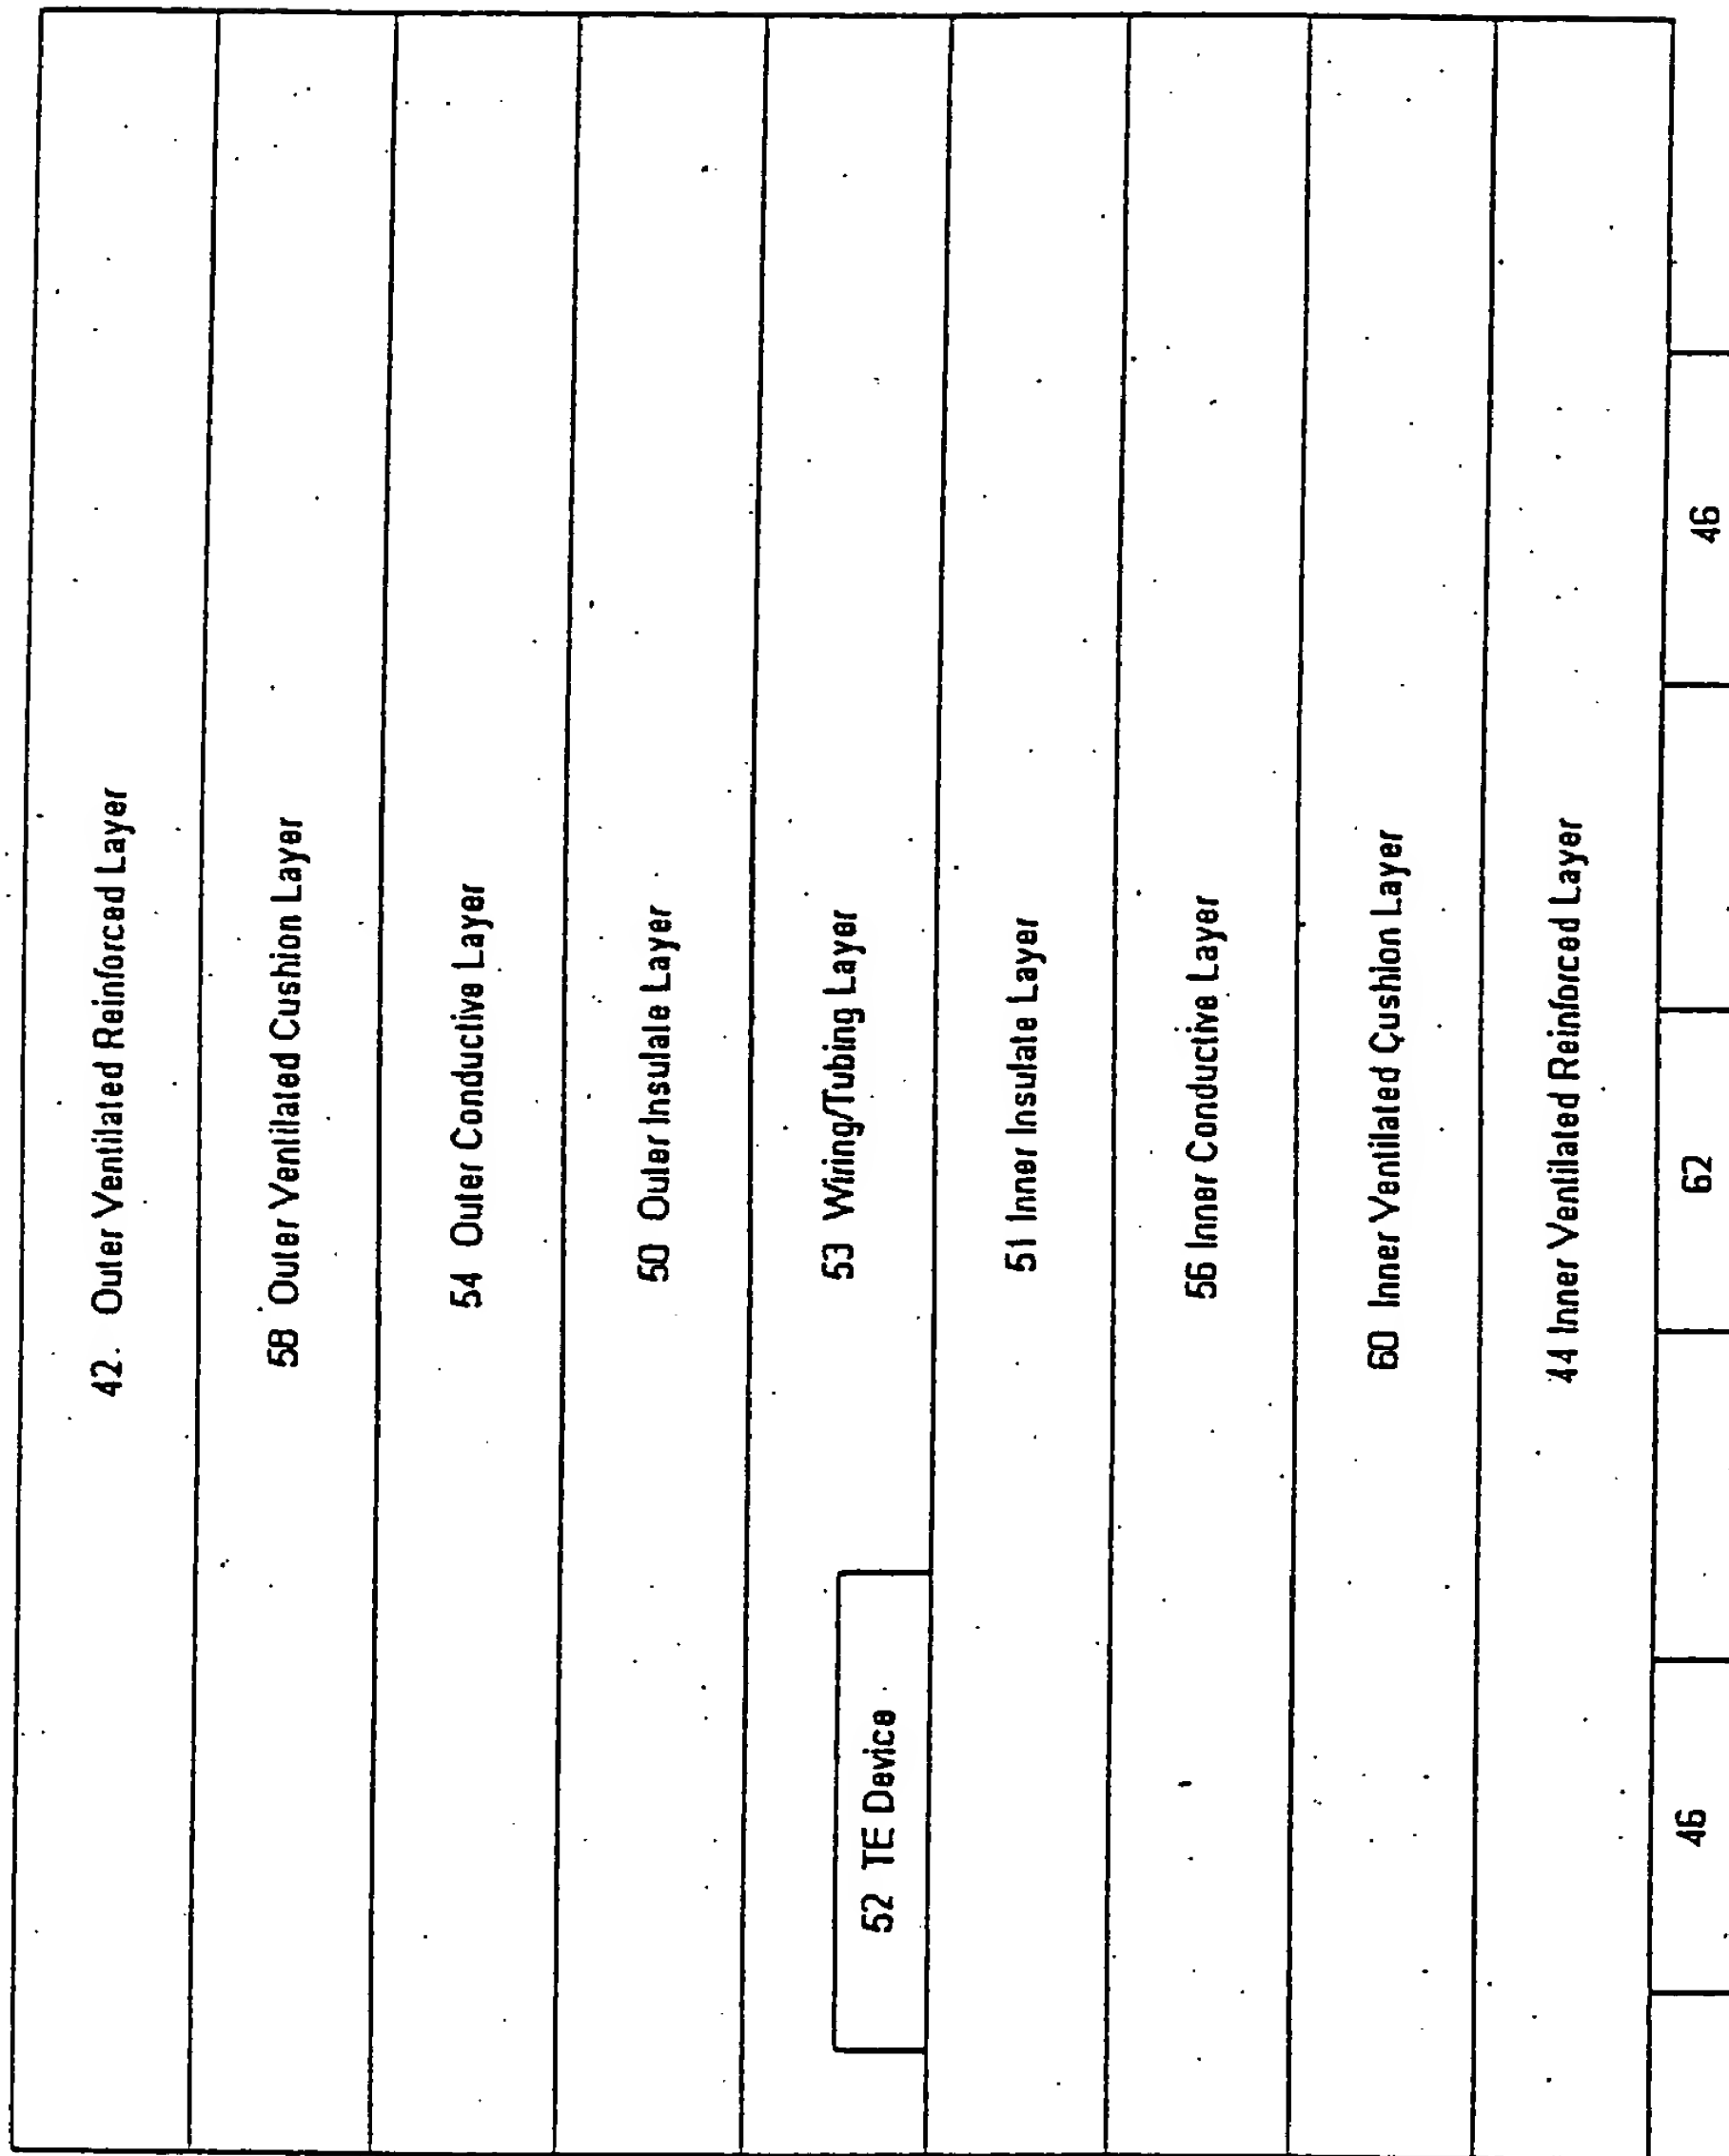 42. Outer Ventilated Reinforced Layer
58 Outer Ventilated Cushion Layer
54 Outer Conductive Layer
50 Outer Insulate Layer
53 Wiring/Tubing Layer
52 TE Device
51 Inner Insulate Layer
56 Inner Conductive Layer
60 Inner Ventilated Cushion Layer
44 Inner Ventilated Reinforced Layer
46
62
46